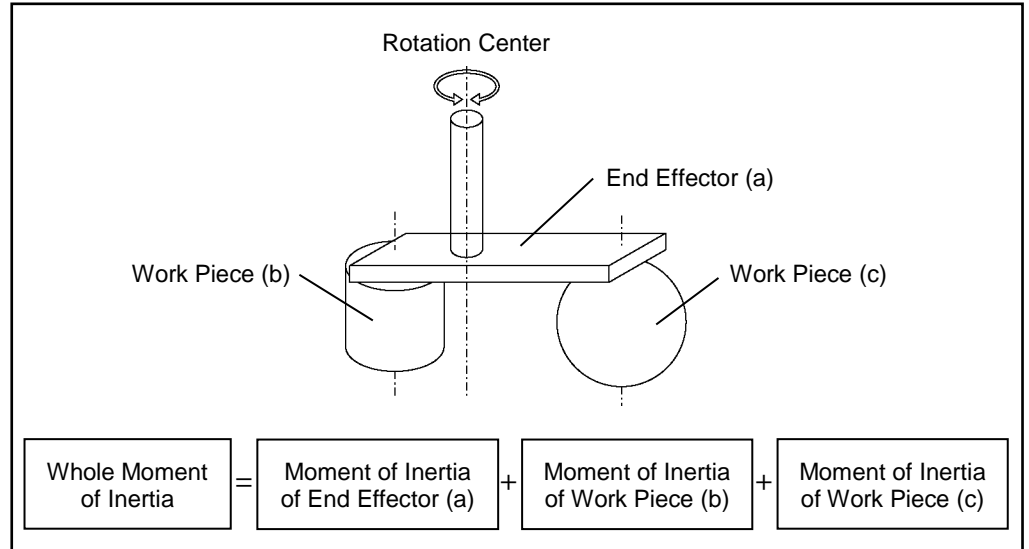 Rotation Center
End Effector (a)
Work Piece (b)
Work Piece (c)
Whole Moment
of Inertia
=
Moment of Inertia
of End Effector (a)
+
Moment of Inertia
of Work Piece (b)
+
Moment of Inertia
of Work Piece (c)